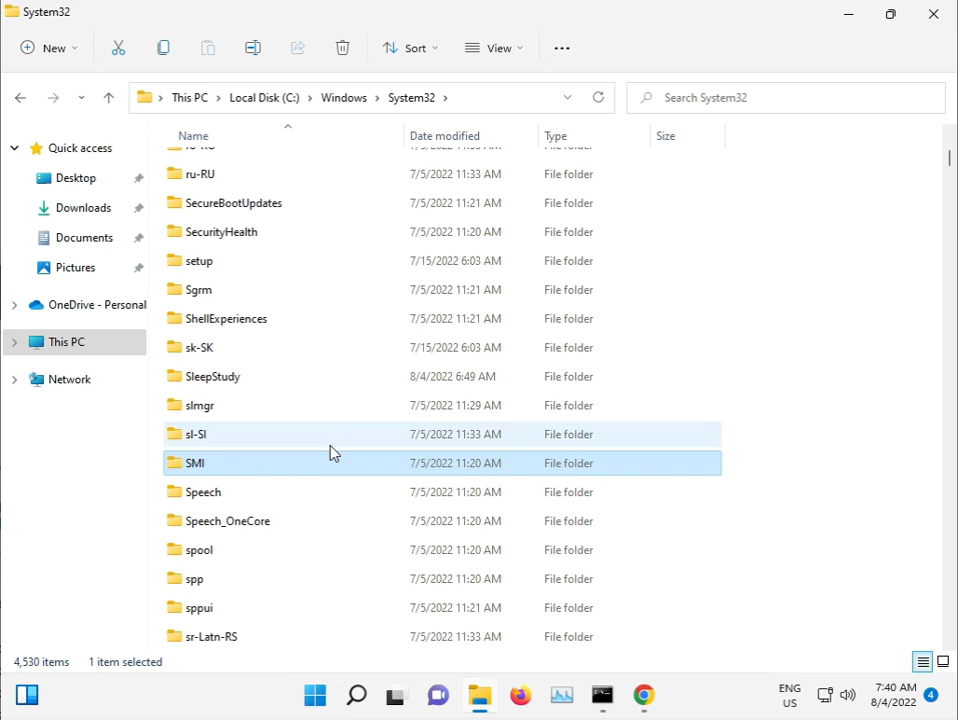 System32
New
Sort
View
This PC
Local Disk (C:)
Windows
System32
Search System32
Name
Date modified
Type
Size
Quick access
Desktop
Downloads
Documents
Pictures
OneDrive - Personal
This PC
Network
ru-RU 7/15/2022 11:33 AM File folder
SecureBootUpdates 7/5/2022 11:21 AM File folder
SecurityHealth 7/5/2022 11:20 AM File folder
setup 7/15/2022 6:03 AM File folder
Sgrm 7/5/2022 11:21 AM File folder
ShellExperiences 7/5/2022 11:21 AM File folder
sk-SK 7/15/2022 6:03 AM File folder
SleepStudy 8/4/2022 6:49 AM File folder
slmgr 7/5/2022 11:29 AM File folder
sl-SI 7/5/2022 11:33 AM File folder
SMI 7/5/2022 11:20 AM File folder
Speech 7/5/2022 11:20 AM File folder
Speech_OneCore 7/5/2022 11:20 AM File folder
spool 7/5/2022 11:20 AM File folder
spp 7/5/2022 11:20 AM File folder
sppui 7/5/2022 11:21 AM File folder
sr-Latn-RS 7/5/2022 11:33 AM File folder
4,530 items 1 item selected
ENG
US
7:40 AM
8/4/2022
4